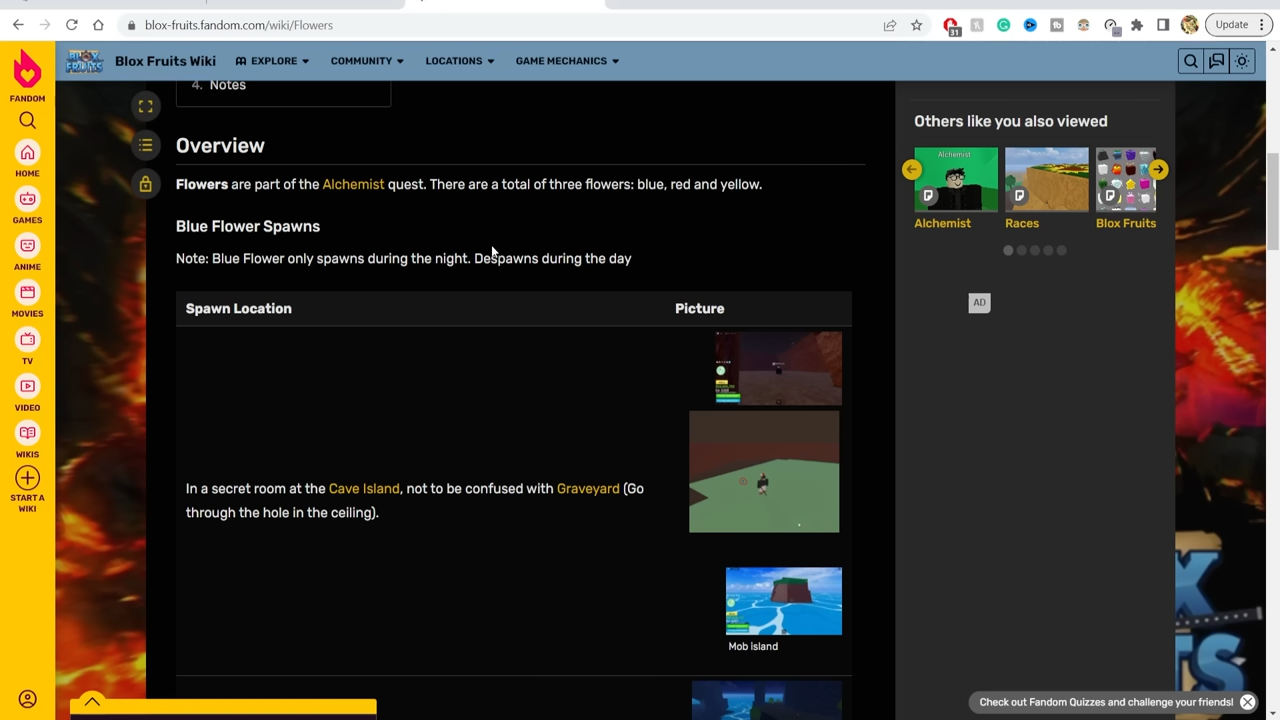 blox-fruits.fandom.com/wiki/Flowers
31
Update
Blox Fruits Wiki
EXPLORE
COMMUNITY
LOCATIONS
GAME MECHANICS
FANDOM
HOME
GAMES
ANIME
MOVIES
TV
VIDEO
WIKIS
START A
WIKI
4. Notes
Overview
Flowers are part of the Alchemist quest. There are a total of three flowers: blue, red and yellow.
Blue Flower Spawns
Note: Blue Flower only spawns during the night. Despawns during the day
Spawn Location
Picture
In a secret room at the Cave Island, not to be confused with Graveyard (Go
through the hole in the ceiling).
Mob island
Others like you also viewed
Alchemist
Alchemist
Races
Blox Fruits
AD
Check out Fandom Quizzes and challenge your friends!